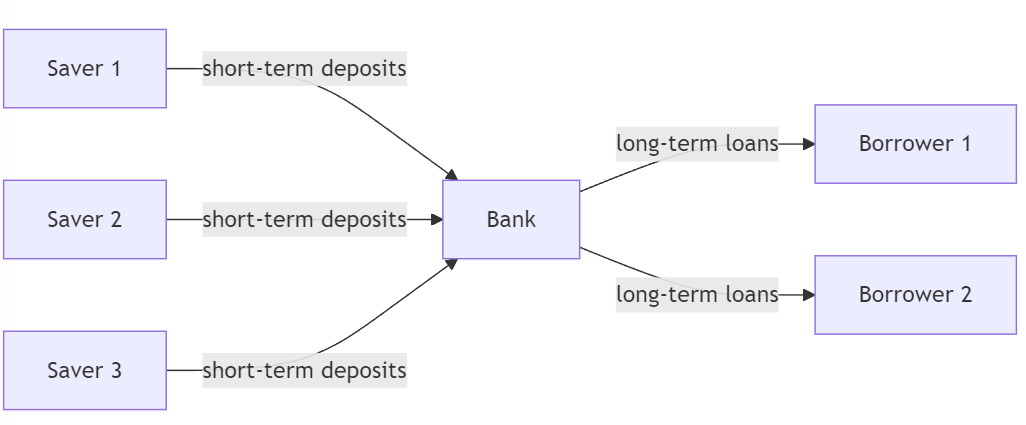 Saver 1
short-term deposits
long-term loans
Borrower 1
Saver 2
short-term deposits
Bank
long-term loans
Borrower 2
Saver 3
short-term deposits